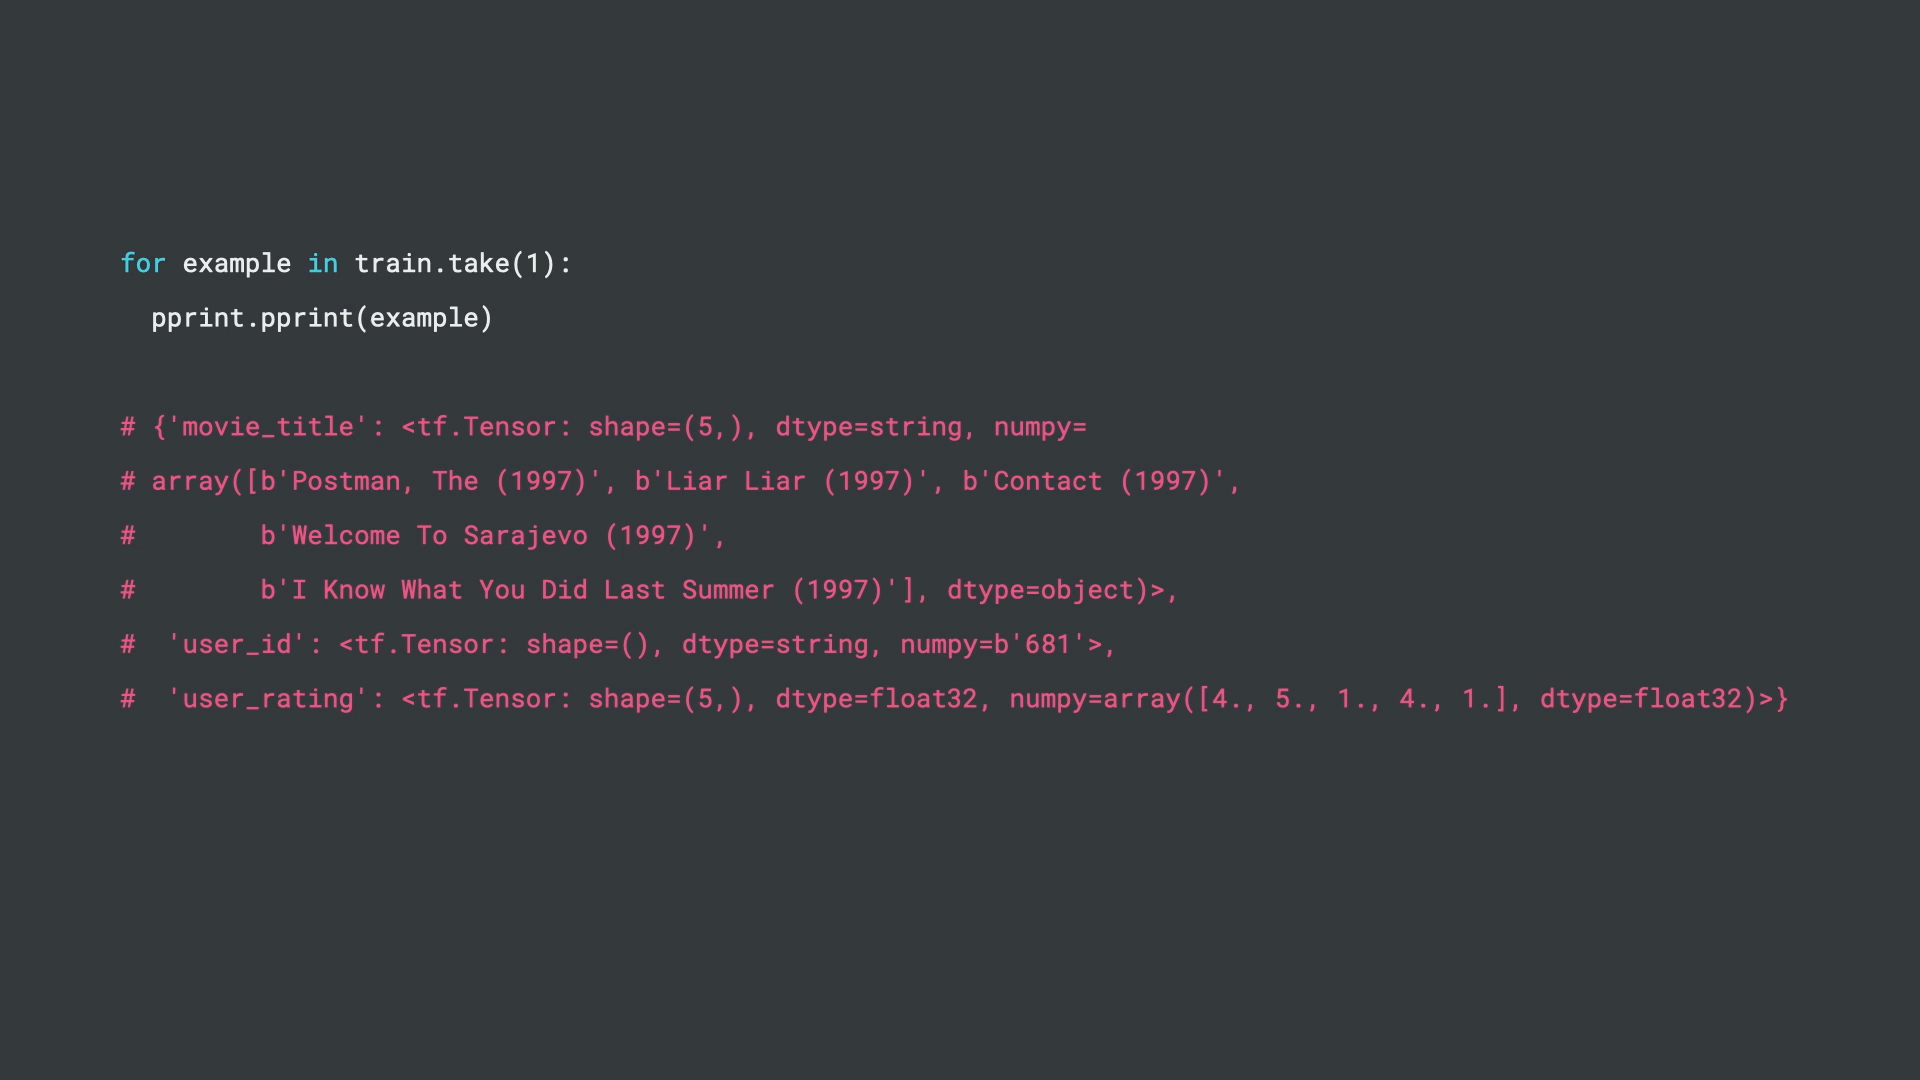 for example in train.take(1):
  pprint.pprint(example)

# {'movie_title': <tf.Tensor: shape=(5,), dtype=string, numpy=
# array([b'Postman, The (1997)', b'Liar Liar (1997)', b'Contact (1997)',
#        b'Welcome To Sarajevo (1997)',
#        b'I Know What You Did Last Summer (1997)'], dtype=object)>,
#  'user_id': <tf.Tensor: shape=(), dtype=string, numpy=b'681'>,
#  'user_rating': <tf.Tensor: shape=(5,), dtype=float32, numpy=array([4., 5., 1., 4., 1.], dtype=float32)>}